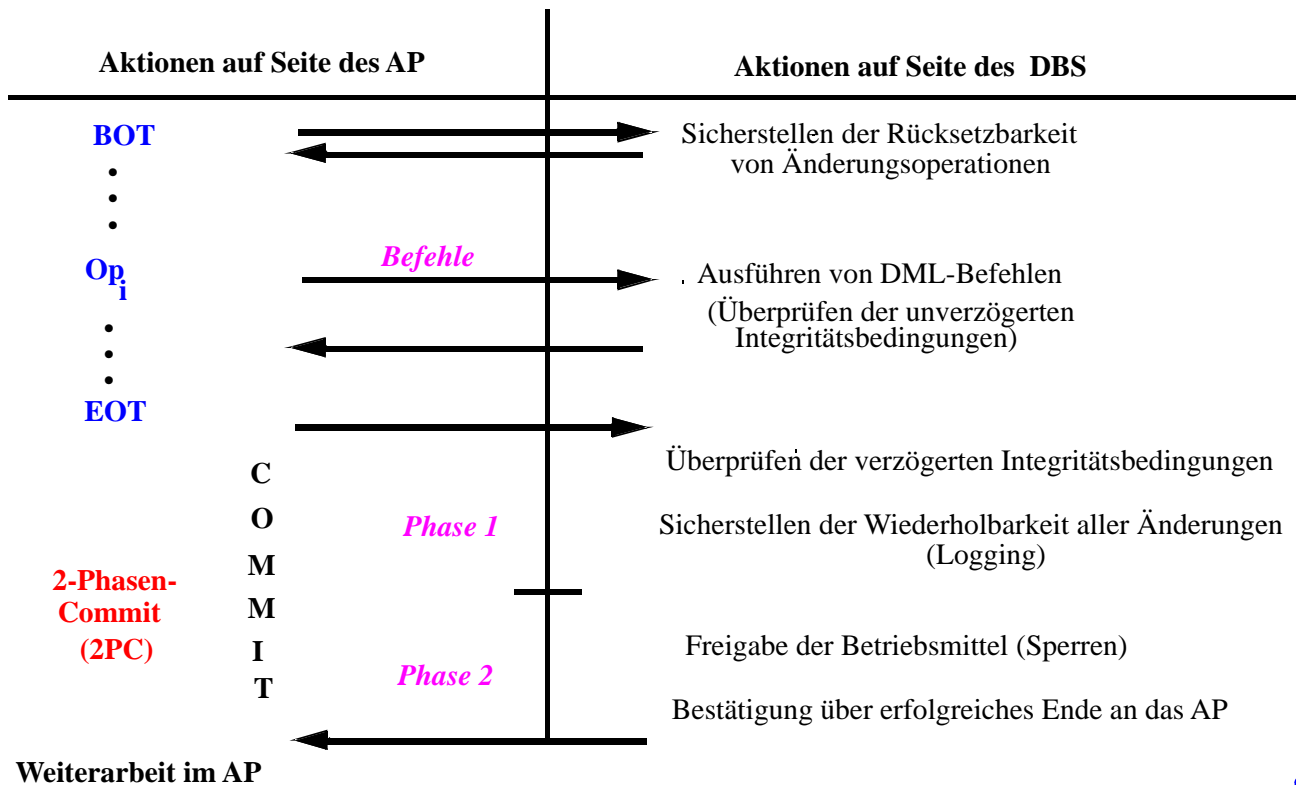 Aktionen auf Seite des AP
Aktionen auf Seite des DBS
BOT
Sicherstellen der Rücksetzbarkeit
von Änderungsoperationen
Befehle
Op i
Ausführen von DML-Befehlen
(Überprüfen der unverzögerten
Integritätsbedingungen)
EOT
Überprüfen der verzögerten Integritätsbedingungen
C
O
M
M
I
T
Phase 1
Sicherstellen der Wiederholbarkeit aller Änderungen
(Logging)
2-Phasen-
Commit
(2PC)
Freigabe der Betriebsmittel (Sperren)
Phase 2
Bestätigung über erfolgreiches Ende an das AP
Weiterarbeit im AP